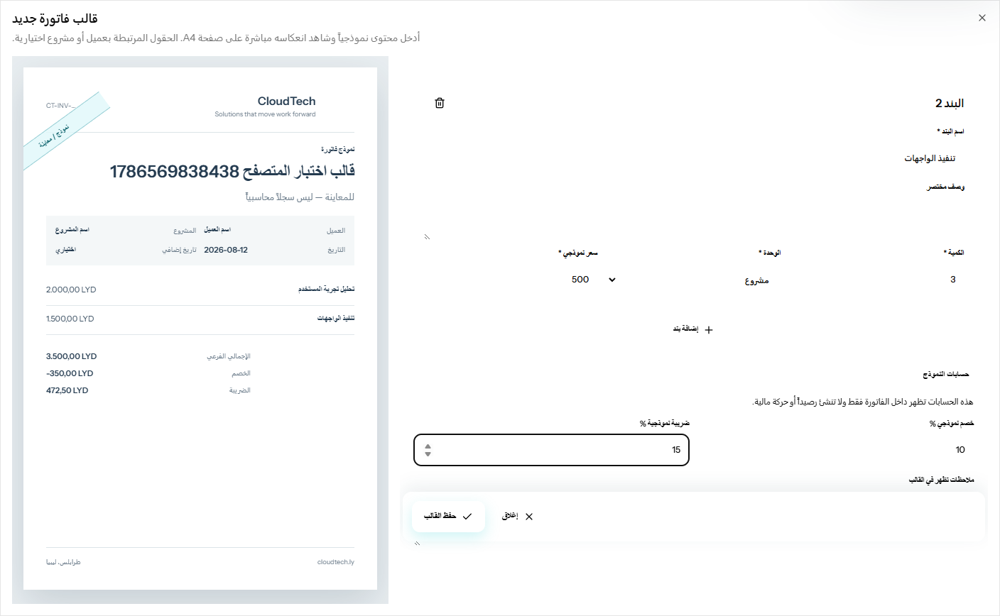 قالب فاتورة جديد
أدخل محتوى نموذجياً وشاهد انعكاسه مباشرة على صفحة A4. الحقول المرتبطة بعميل أو مشروع اختيارية.
البند 2
اسم البند *
تنفيذ الواجهات
وصف مختصر
الكمية *
الوحدة *
سعر نموذجي *
3
مشروع
500
إضافة بند
حسابات النموذج
هذه الحسابات تظهر داخل الفاتورة فقط ولا تنشئ رصيداً أو حركة مالية.
خصم نموذجي %
ضريبة نموذجية %
10
15
ملاحظات تظهر في القالب
إغلاق
حفظ القالب
CloudTech
Solutions that move work forward
CT-INV-...
نموذج / معاينة
نموذج فاتورة
قالب اختبار المتصفح 1786569838438
للمعاينة — ليس سجلاً محاسبياً
العميل
اسم العميل
المشروع
اسم المشروع
التاريخ
2026-08-12
تاريخ إضافي
اختياري
تحليل تجربة المستخدم
2.000,00 LYD
تنفيذ الواجهات
1.500,00 LYD
الإجمالي الفرعي
3.500,00 LYD
الخصم
-350,00 LYD
الضريبة
472,50 LYD
cloudtech.ly
طرابلس، ليبيا